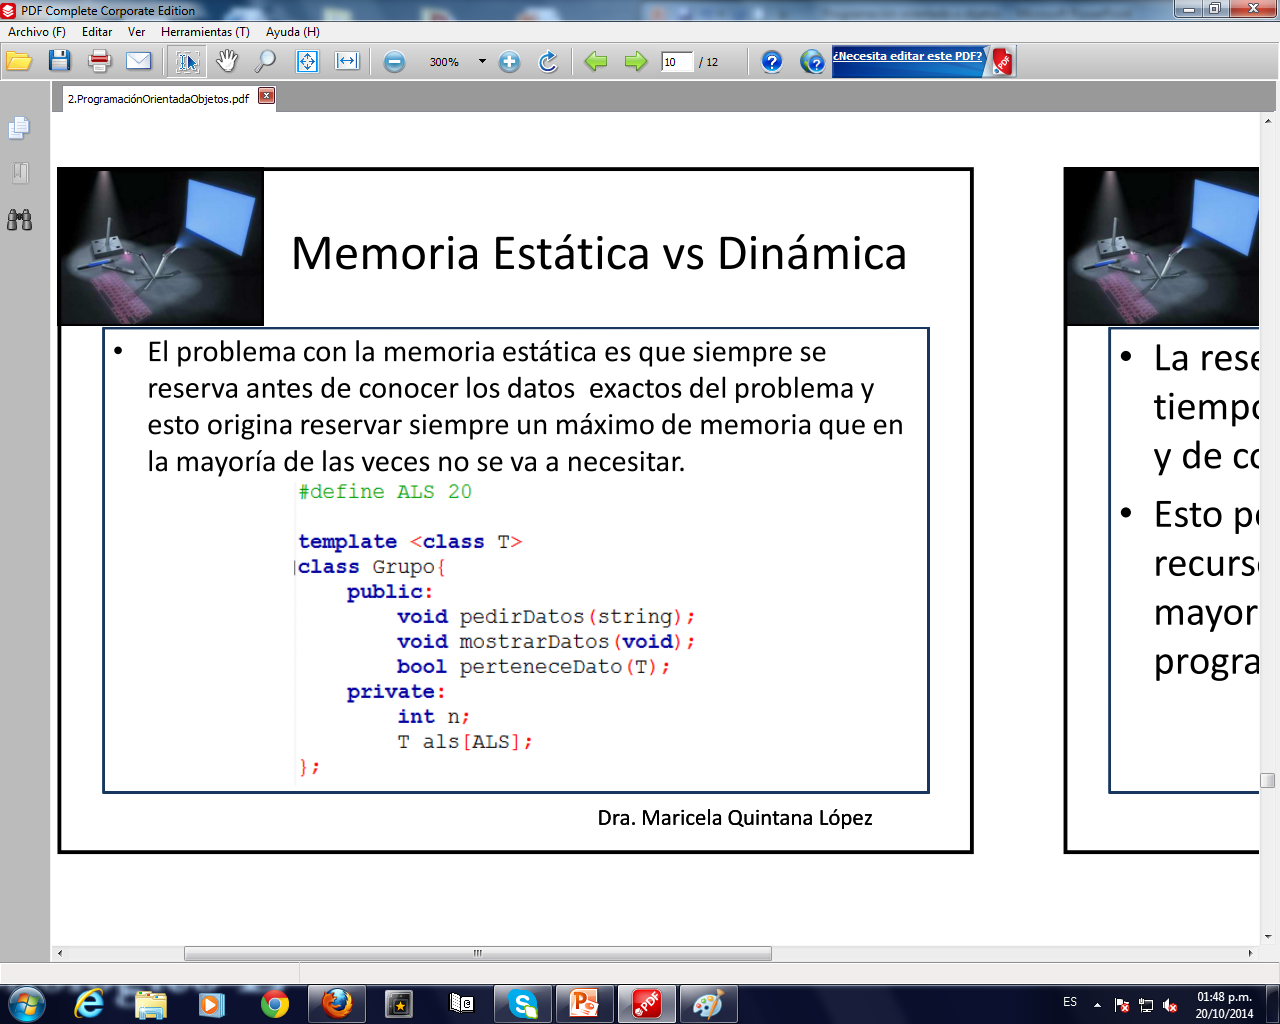 PDF Complete Corporate Edition
Archivo (F) Editar Ver Herramientas (T) Ayuda (H)
300% 10 / 12 ¿Necesita editar este PDF?
2.ProgramaciónOrientadaObjetos.pdf
Memoria Estática vs Dinámica
• El problema con la memoria estática es que siempre se
reserva antes de conocer los datos exactos del problema y
esto origina reservar siempre un máximo de memoria que en
la mayoría de las veces no se va a necesitar.
#define ALS 20
template <class T>
class Grupo{
public:
void pedirDatos(string);
void mostrarDatos(void);
bool perteneceDato(T);
private:
int n;
T als[ALS];
};
Dra. Maricela Quintana López
• La rese
tiempo
y de co
• Esto p
recurs
mayor
progra
ES 01:48 p.m.
20/10/2014